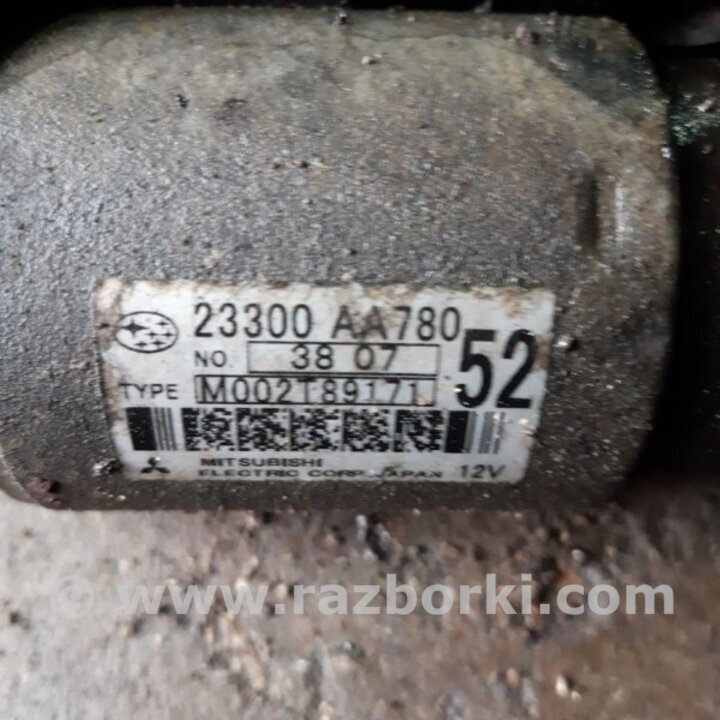 23300 AA780
NO. 38 07
TYPE M002T89171
52
MITSUBISHI
ELECTRIC CORP. JAPAN 12V
© www.razborki.com